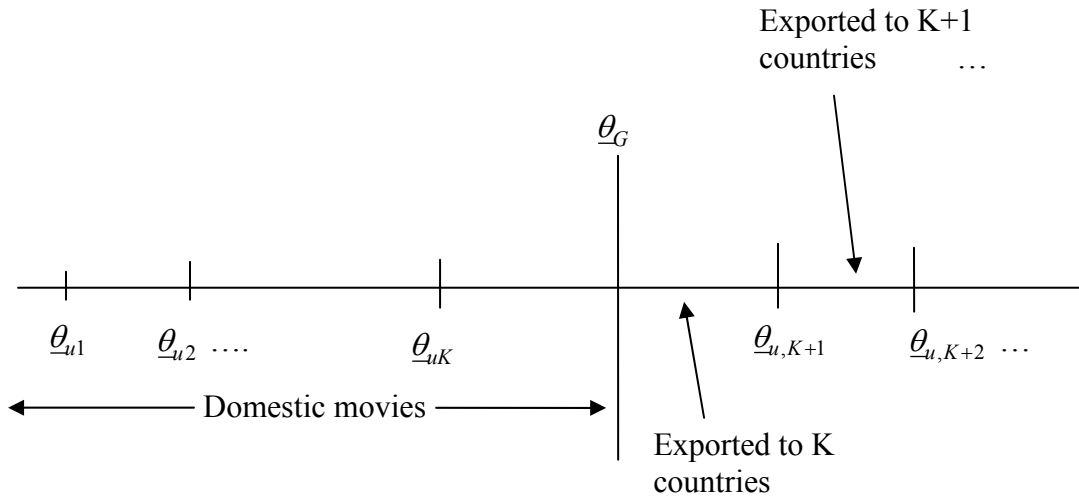 Exported to K+1
countries …
θ_G
θ_u1 θ_u2 …. θ_uK θ_u,K+1 θ_u,K+2 …
Domestic movies
Exported to K
countries